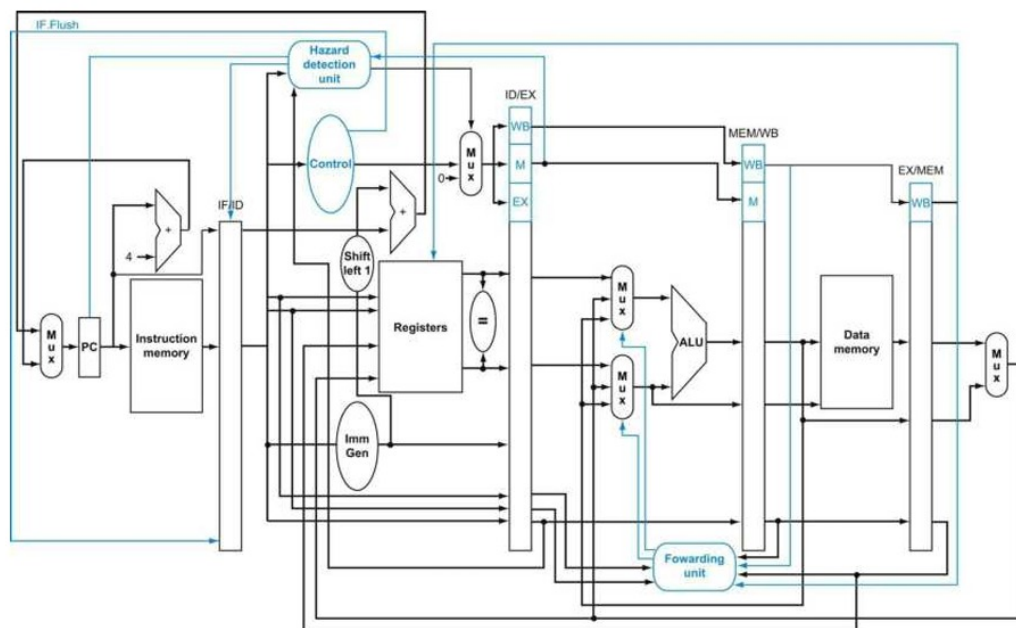 IF.Flush
Hazard
detection
unit
ID/EX
WB
MEM/WB
Control
M
u
x
M
WB
EX/MEM
0
EX
M
WB
+
IF/ID
+
4
Shift
left 1
M
u
x
PC
Instruction
memory
Registers
=
M
u
x
ALU
Data
memory
M
u
x
M
u
x
Imm
Gen
Fowarding
unit